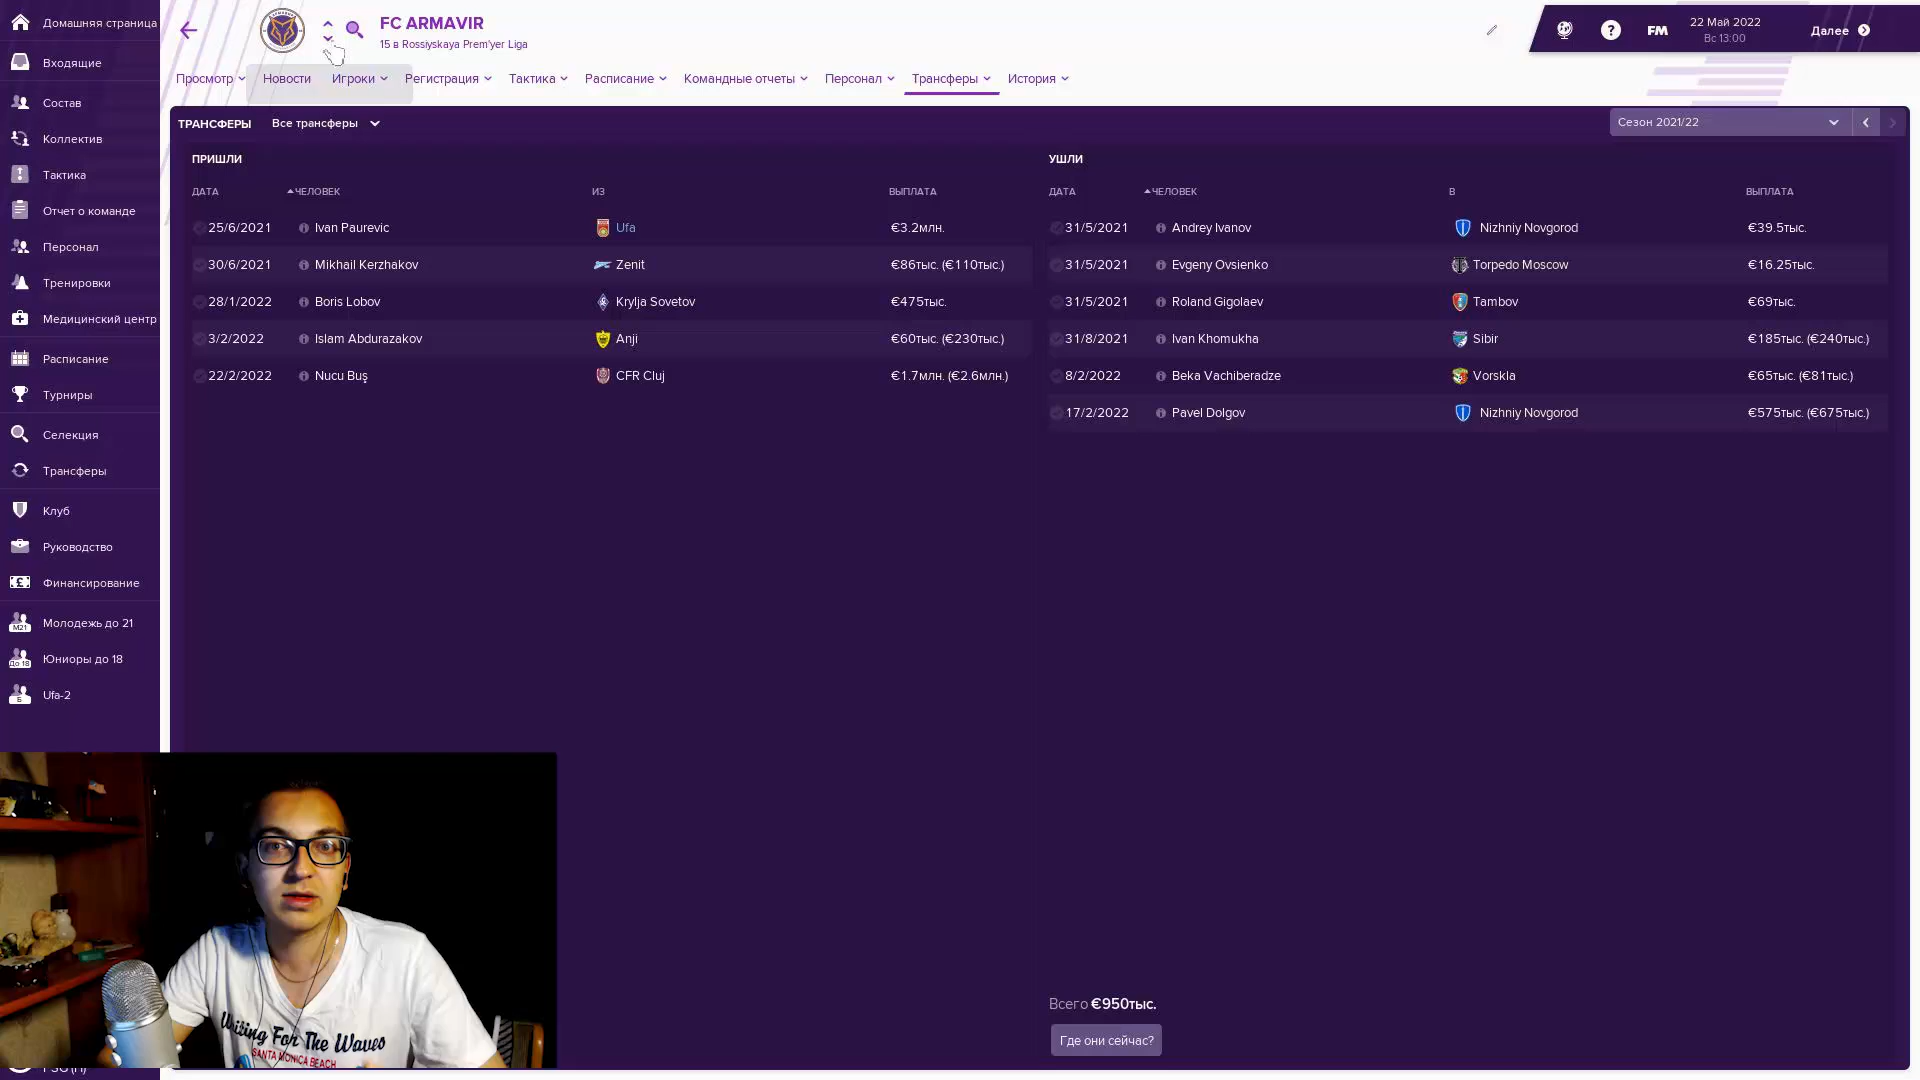 Домашняя страница
Входящие
Состав
Коллектив
Тактика
Отчет о команде
Персонал
Тренировки
Медицинский центр
Расписание
Турниры
Селекция
Трансферы
Клуб
Руководство
Финансирование
М21 Молодежь до 21
До 18 Юниоры до 18
Б Ufa-2
FC ARMAVIR
15 в Rossiyskaya Prem'yer Liga
FM
22 Май 2022
Вс 13:00
Далее
Просмотр Новости Игроки Регистрация Тактика Расписание Командные отчеты Персонал Трансферы История
ТРАНСФЕРЫ Все трансферы
Сезон 2021/22
ПРИШЛИ
ДАТА ЧЕЛОВЕК ИЗ ВЫПЛАТА
25/6/2021 Ivan Paurevic Ufa €3.2млн.
30/6/2021 Mikhail Kerzhakov Zenit €86тыс. (€110тыс.)
28/1/2022 Boris Lobov Krylja Sovetov €475тыс.
3/2/2022 Islam Abdurazakov Anji €60тыс. (€230тыс.)
22/2/2022 Nucu Buş CFR Cluj €1.7млн. (€2.6млн.)
УШЛИ
ДАТА ЧЕЛОВЕК В ВЫПЛАТА
31/5/2021 Andrey Ivanov Nizhniy Novgorod €39.5тыс.
31/5/2021 Evgeny Ovsienko Torpedo Moscow €16.25тыс.
31/5/2021 Roland Gigolaev Tambov €69тыс.
31/8/2021 Ivan Khomukha Sibir €185тыс. (€240тыс.)
8/2/2022 Beka Vachiberadze Vorskla €65тыс. (€81тыс.)
17/2/2022 Pavel Dolgov Nizhniy Novgorod €575тыс. (€675тыс.)
Всего €950тыс.
Где они сейчас?
Waiting For The Waves
SANTA MONICA BEACH